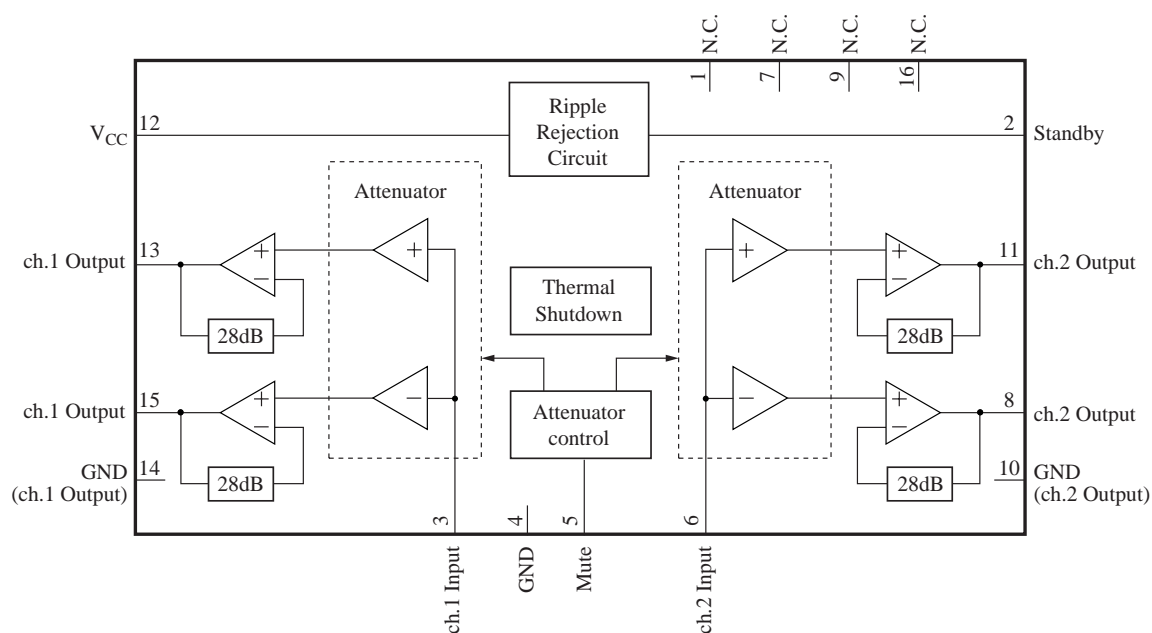 N.C.
N.C.
N.C.
N.C.
1
7
9
16
Ripple
Rejection
Circuit
VCC
12
2
Standby
Attenuator
Attenuator
+
+
+
+
ch.1 Output
13
−
−
11
ch.2 Output
Thermal
Shutdown
28dB
28dB
ch.1 Output
15
+
−
−
+
8
ch.2 Output
−
−
Attenuator
control
GND
(ch.1 Output)
14
28dB
28dB
10
GND
(ch.2 Output)
3
4
5
6
ch.1 Input
GND
Mute
ch.2 Input